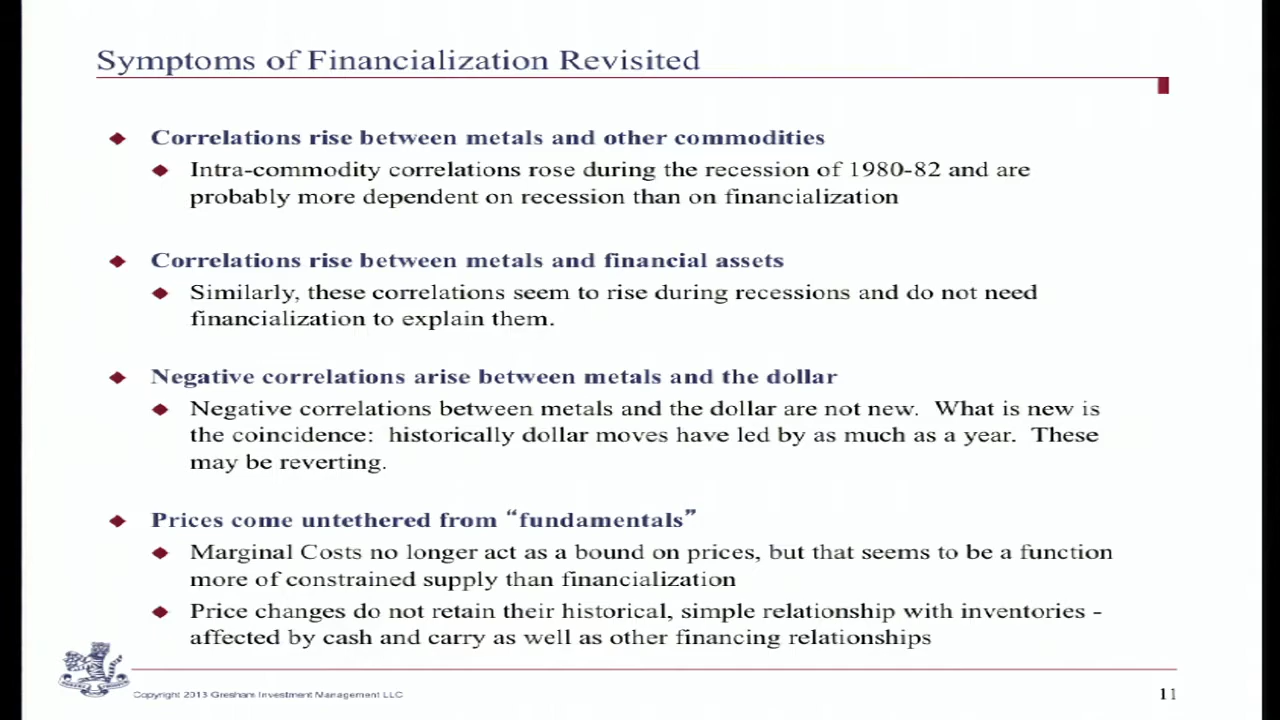 Symptoms of Financialization Revisited
Correlations rise between metals and other commodities
Intra-commodity correlations rose during the recession of 1980-82 and are
probably more dependent on recession than on financialization
Correlations rise between metals and financial assets
Similarly, these correlations seem to rise during recessions and do not need
financialization to explain them.
Negative correlations arise between metals and the dollar
Negative correlations between metals and the dollar are not new.  What is new is
the coincidence:  historically dollar moves have led by as much as a year.  These
may be reverting.
Prices come untethered from “fundamentals”
Marginal Costs no longer act as a bound on prices, but that seems to be a function
more of constrained supply than financialization
Price changes do not retain their historical, simple relationship with inventories -
affected by cash and carry as well as other financing relationships
Copyright 2013 Gresham Investment Management LLC
11